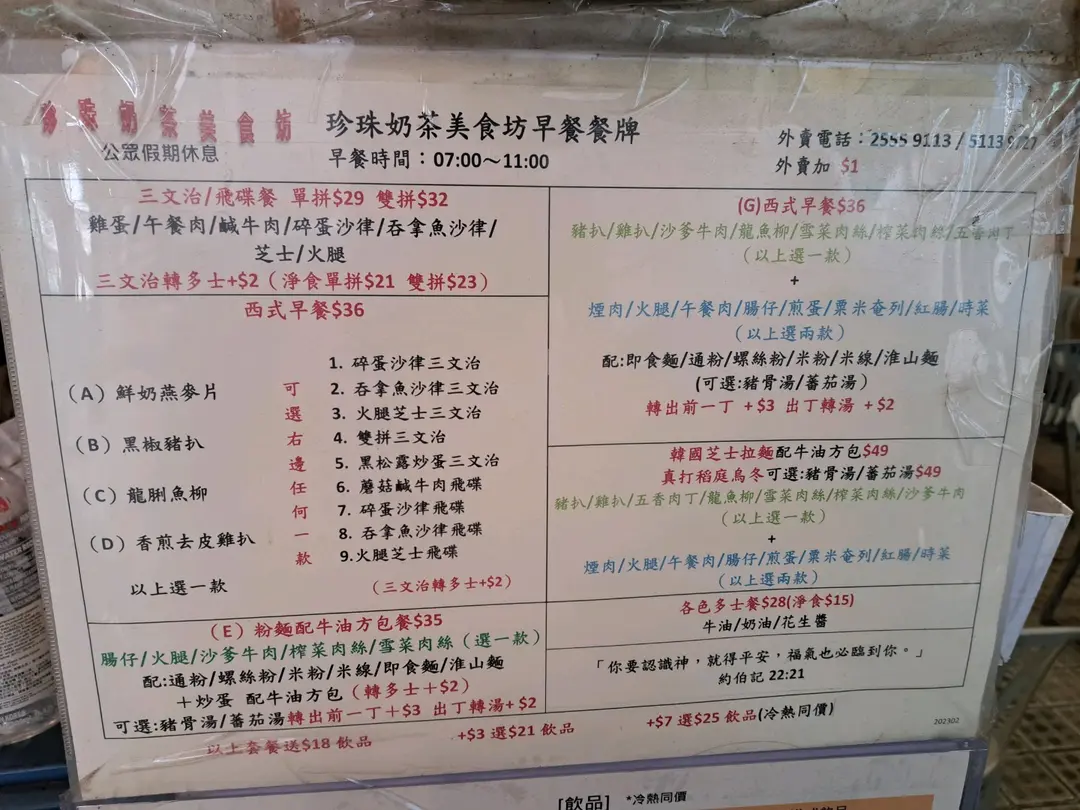 珍珠奶茶美食坊
珍珠奶茶美食坊早餐餐牌
公眾假期休息
早餐時間：07:00～11:00
外賣電話：2555 9113 / 5113
外賣加 $1
三文治/飛碟餐 單拼$29 雙拼$32
雞蛋/午餐肉/鹹牛肉/碎蛋沙律/吞拿魚沙律/
芝士/火腿
三文治轉多士+$2（淨食單拼$21 雙拼$23）
西式早餐$36
（A）鮮奶燕麥片
（B）黑椒豬扒
（C）龍脷魚柳
（D）香煎去皮雞扒
以上選一款
可選右邊任何一款
1. 碎蛋沙律三文治
2. 吞拿魚沙律三文治
3. 火腿芝士三文治
4. 雙拼三文治
5. 黑松露炒蛋三文治
6. 蘑菇鹹牛肉飛碟
7. 碎蛋沙律飛碟
8. 吞拿魚沙律飛碟
9.火腿芝士飛碟
（三文治轉多士+$2）
（E）粉麵配牛油方包餐$35
腸仔/火腿/沙爹牛肉/榨菜肉絲/雪菜肉絲（選一款）
配:通粉/螺絲粉/米粉/米線/即食麵/淮山麵
＋炒蛋 配牛油方包（轉多士＋$2）
可選:豬骨湯/蕃茄湯轉出前一丁＋$3 出丁轉湯+ $2
(G)西式早餐$36
豬扒/雞扒/沙爹牛肉/龍魚柳/雪菜肉絲/榨菜肉絲/五香肉丁
（以上選一款）
+
煙肉/火腿/午餐肉/腸仔/煎蛋/粟米奄列/紅腸/時菜
（以上選兩款）
配:即食麵/通粉/螺絲粉/米粉/米線/淮山麵
(可選:豬骨湯/蕃茄湯）
轉出前一丁 +$3 出丁轉湯 +$2
韓國芝士拉麵配牛油方包$49
真打稻庭烏冬可選:豬骨湯/蕃茄湯$49
豬扒/雞扒/五香肉丁/龍魚柳/雪菜肉絲/榨菜肉絲/沙爹牛肉
（以上選一款）
+
煙肉/火腿/午餐肉/腸仔/煎蛋/粟米奄列/紅腸/時菜
（以上選兩款）
各色多士餐$28(淨食$15)
牛油/奶油/花生醬
「你要認識神，就得平安，福氣也必臨到你。」
約伯記 22:21
以上套餐送$18 飲品 +$3 選$21 飲品 +$7 選$25 飲品(冷熱同價)
202302
[飲品] *冷熱同價